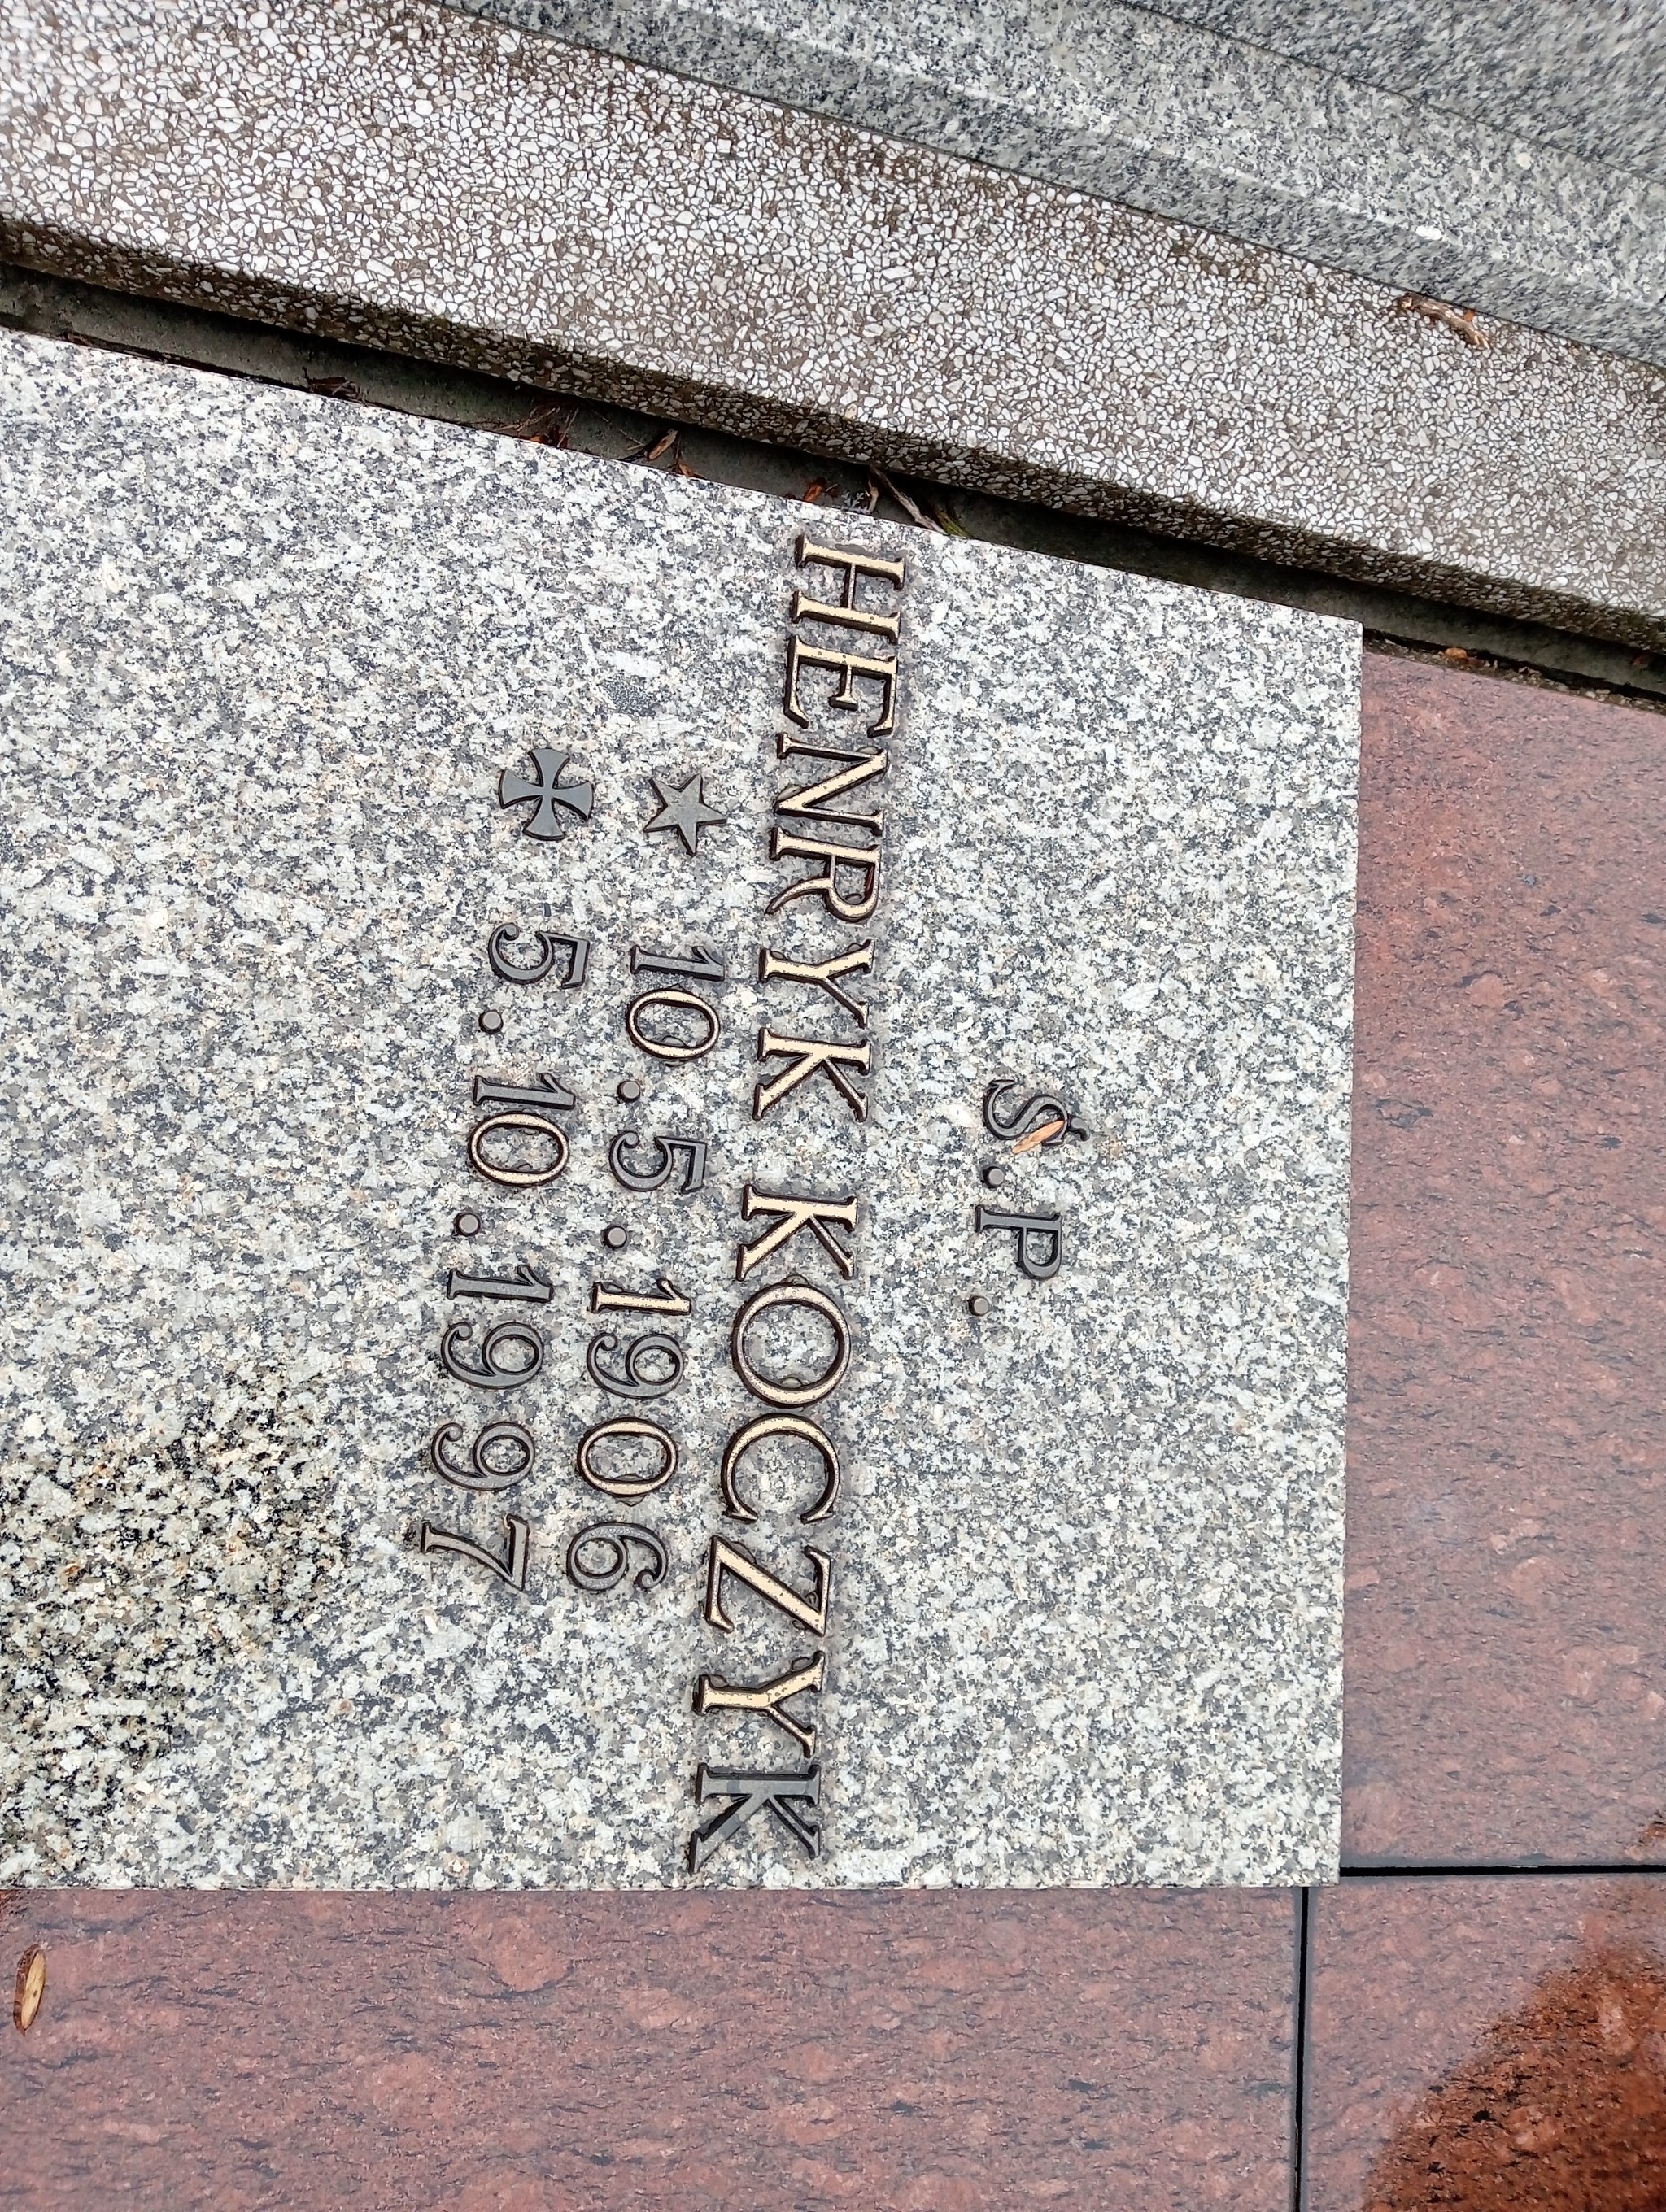 Ś.P.
HENRYK KOCZYK
★ 10.5.1906
✠ 5.10.1997